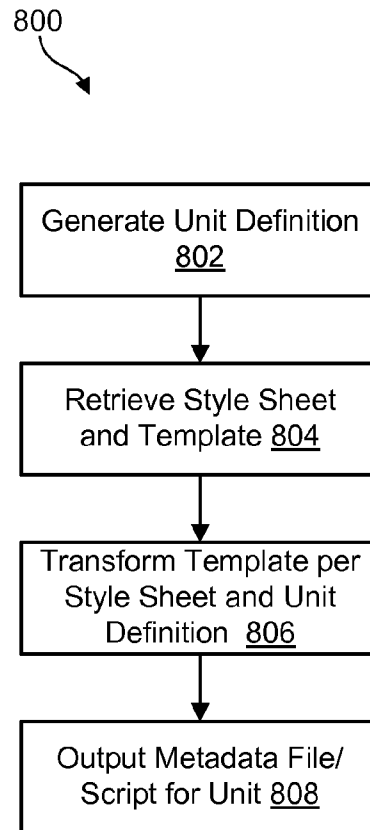 800
Generate Unit Definition
802
Retrieve Style Sheet
and Template 804
Transform Template per
Style Sheet and Unit
Definition 806
Output Metadata File/
Script for Unit 808